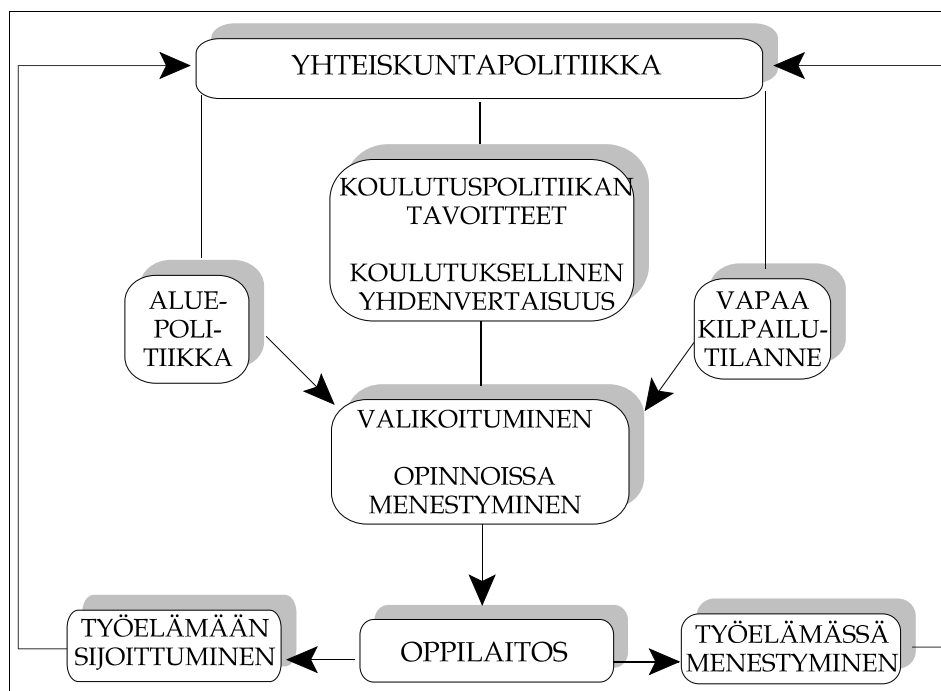 YHTEISKUNTAPOLITIIKKA
KOULUTUSPOLITIIKAN
TAVOITTEET
KOULUTUKSELLINEN
YHDENVERTAISUUS
ALUE-
POLI-
TIIKKA
VAPAA
KILPAILU-
TILANNE
VALIKOITUMINEN
OPINNOISSA
MENESTYMINEN
TYÖELÄMÄÄN
SIJOITTUMINEN
OPPILAITOS
TYÖELÄMÄSSÄ
MENESTYMINEN